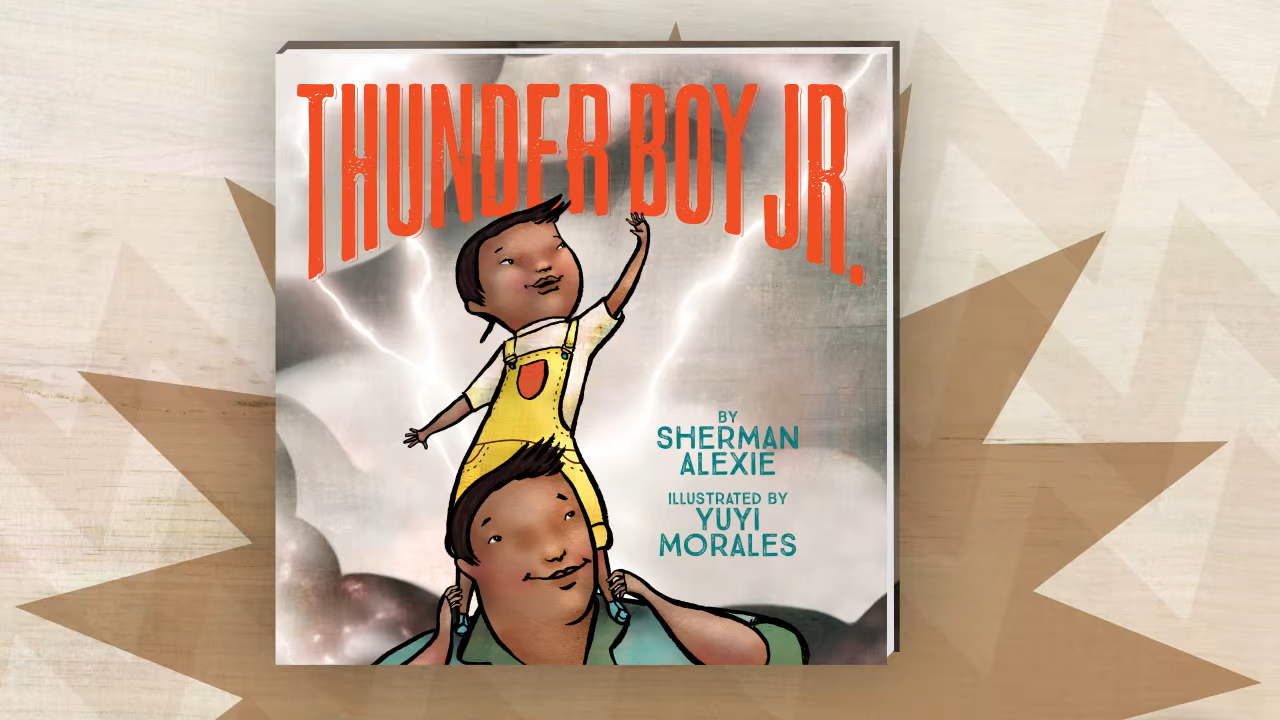 THUNDER BOY JR.
BY
SHERMAN
ALEXIE
ILLUSTRATED BY
YUYI
MORALES